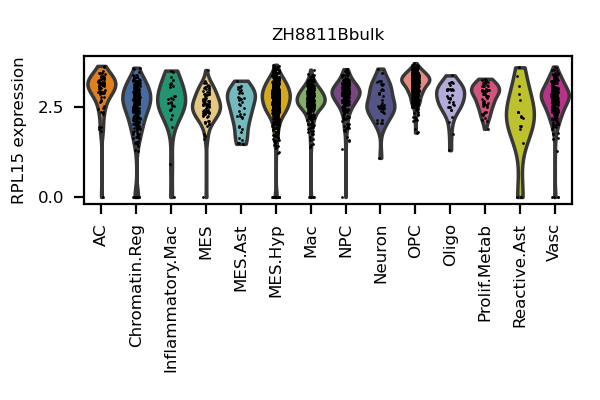 ZH8811Bbulk
RPL15 expression
2.5
0.0
AC
Chromatin.Reg
Inflammatory.Mac
MES
MES.Ast
MES.Hyp
Mac
NPC
Neuron
OPC
Oligo
Prolif.Metab
Reactive.Ast
Vasc